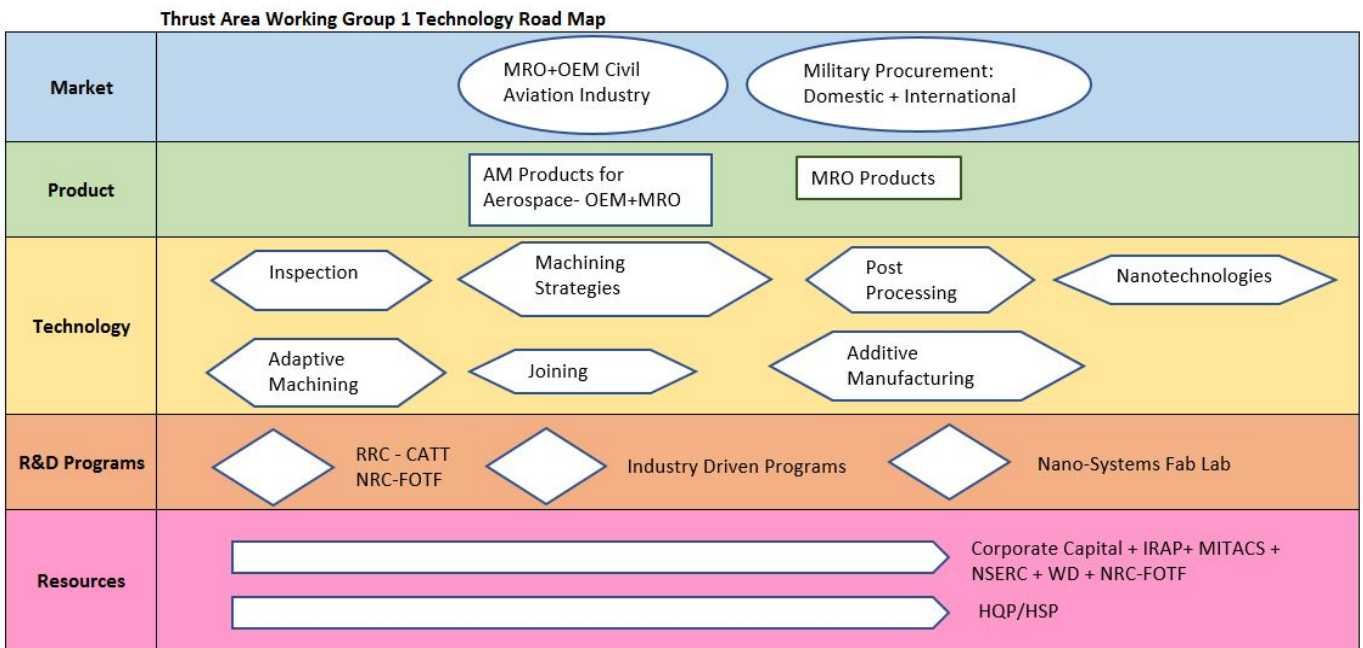 Thrust Area Working Group 1 Technology Road Map
Market
MRO+OEM Civil
Aviation Industry
Military Procurement:
Domestic + International
Product
AM Products for
Aerospace- OEM+MRO
MRO Products
Technology
Inspection
Machining
Strategies
Post
Processing
Nanotechnologies
Adaptive
Machining
Joining
Additive
Manufacturing
R&D Programs
RRC - CATT
NRC-FOTF
Industry Driven Programs
Nano-Systems Fab Lab
Resources
Corporate Capital + IRAP+ MITACS +
NSERC + WD + NRC-FOTF
HQP/HSP